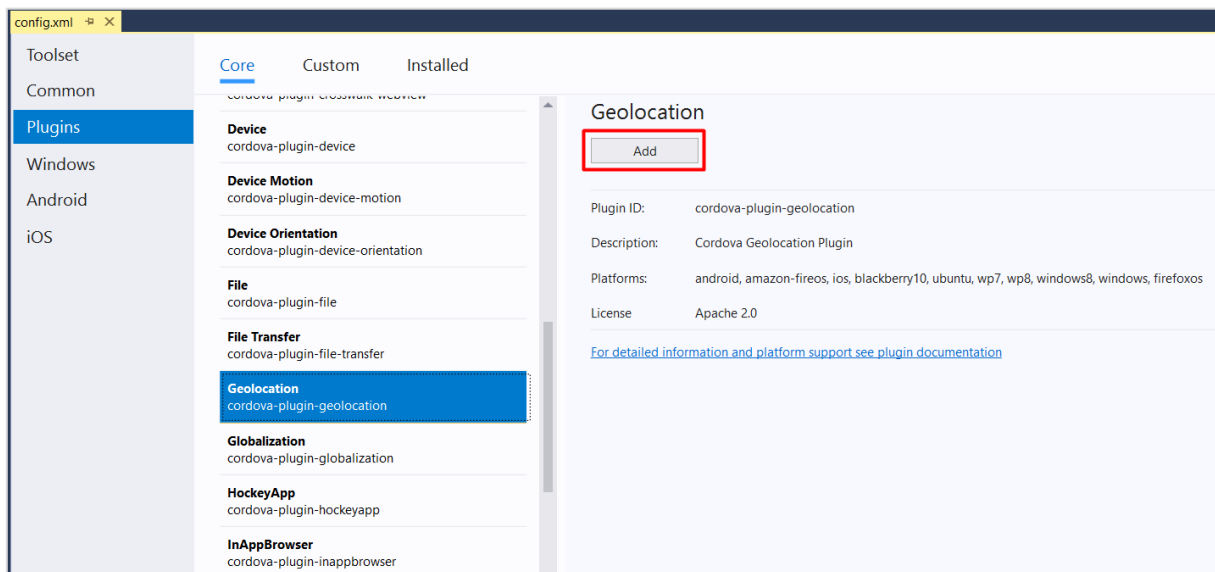 config.xml
Toolset
Common
Plugins
Windows
Android
iOS
Core Custom Installed
cordova-plugin-crosswalk-webview
Device
cordova-plugin-device
Device Motion
cordova-plugin-device-motion
Device Orientation
cordova-plugin-device-orientation
File
cordova-plugin-file
File Transfer
cordova-plugin-file-transfer
Geolocation
cordova-plugin-geolocation
Globalization
cordova-plugin-globalization
HockeyApp
cordova-plugin-hockeyapp
InAppBrowser
cordova-plugin-inappbrowser
Geolocation
Add
Plugin ID: cordova-plugin-geolocation
Description: Cordova Geolocation Plugin
Platforms: android, amazon-fireos, ios, blackberry10, ubuntu, wp7, wp8, windows8, windows, firefoxos
License Apache 2.0
For detailed information and platform support see plugin documentation